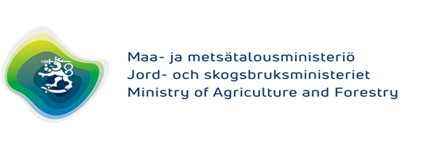 Maa- ja metsätalousministeriö
Jord- och skogsbruksministeriet
Ministry of Agriculture and Forestry